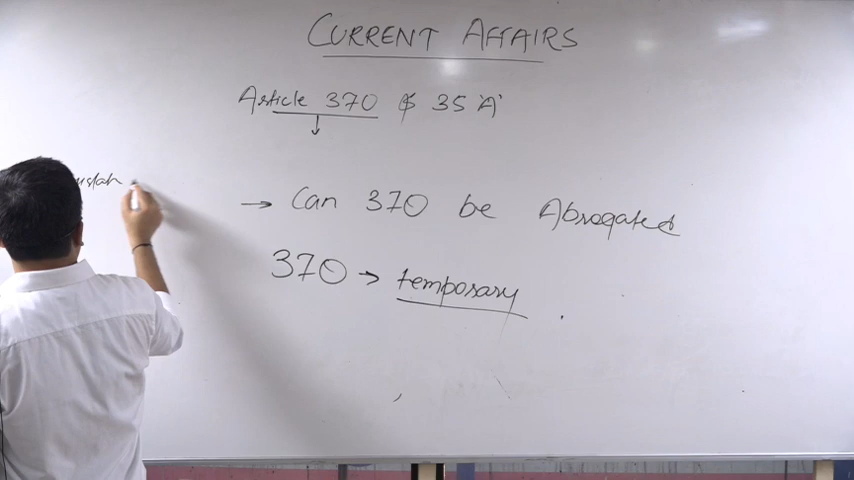 CURRENT AFFAIRS
Article 370 & 35 'A'
→ Can 370 be Abrogated
370 → temporary